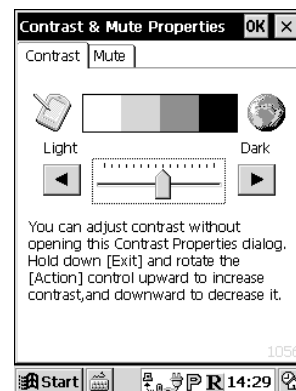 Contrast & Mute Properties OK ×
Contrast Mute
Light Dark
You can adjust contrast without
opening this Contrast Properties dialog.
Hold down [Exit] and rotate the
[Action] control upward to increase
contrast,and downward to decrease it.
1056
Start P R 14:29